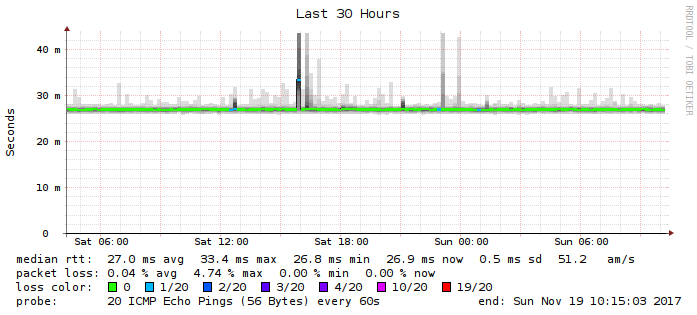 Last 30 Hours
RRDTOOL / TOBI OETIKER
Seconds
40 m
30 m
20 m
10 m
0
Sat 06:00 Sat 12:00 Sat 18:00 Sun 00:00 Sun 06:00
median rtt: 27.0 ms avg 33.4 ms max 26.8 ms min 26.9 ms now 0.5 ms sd 51.2 am/s
packet loss: 0.04 % avg 4.74 % max 0.00 % min 0.00 % now
loss color: 0 1/20 2/20 3/20 4/20 10/20 19/20
probe: 20 ICMP Echo Pings (56 Bytes) every 60s end: Sun Nov 19 10:15:03 2017